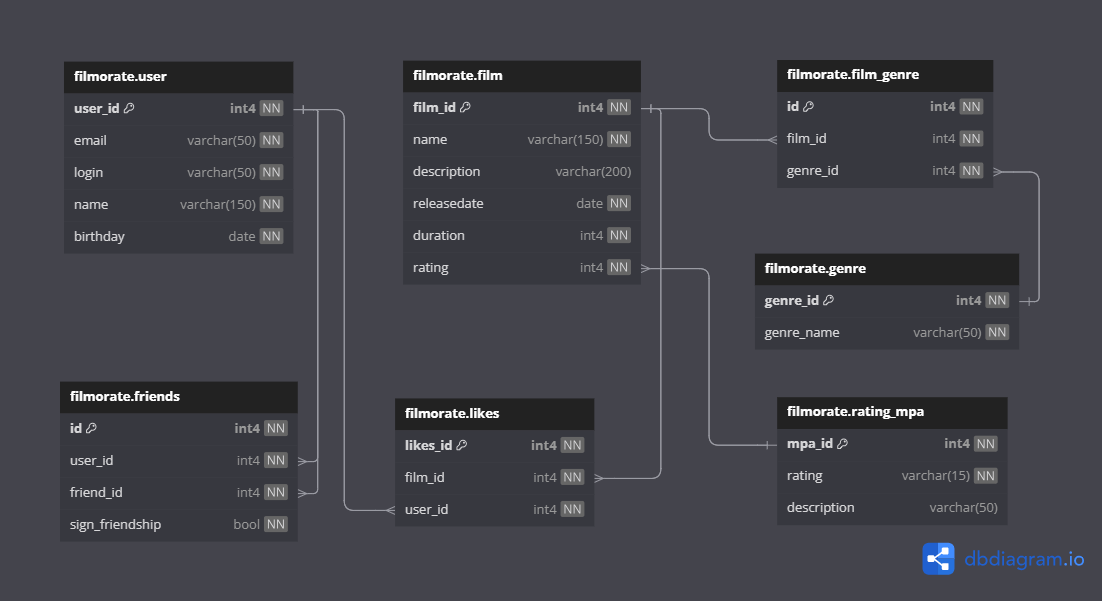 filmorate.user
user_id int4 NN
email varchar(50) NN
login varchar(50) NN
name varchar(150) NN
birthday date NN
filmorate.film
film_id int4 NN
name varchar(150) NN
description varchar(200)
releasedate date NN
duration int4 NN
rating int4 NN
filmorate.film_genre
id int4 NN
film_id int4 NN
genre_id int4 NN
filmorate.genre
genre_id int4 NN
genre_name varchar(50) NN
filmorate.friends
id int4 NN
user_id int4 NN
friend_id int4 NN
sign_friendship bool NN
filmorate.likes
likes_id int4 NN
film_id int4 NN
user_id int4 NN
filmorate.rating_mpa
mpa_id int4 NN
rating varchar(15) NN
description varchar(50)
dbdiagram.io